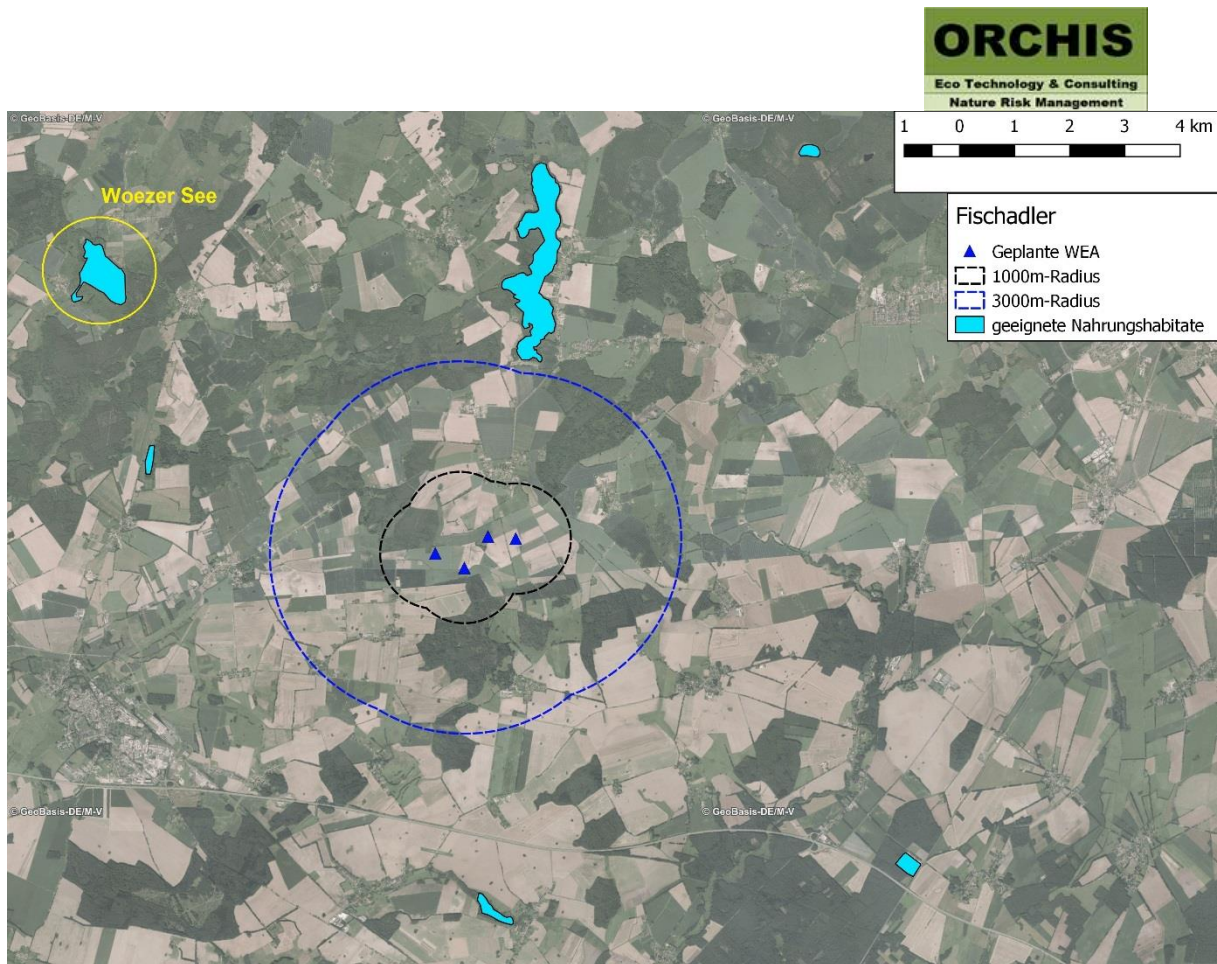 ORCHIS
Eco Technology & Consulting
Nature Risk Management
© GeoBasis-DE/M-V
© GeoBasis-DE/M-V
1 0 1 2 3 4 km
Woezer See
Fischadler
Geplante WEA
1000m-Radius
3000m-Radius
geeignete Nahrungshabitate
© GeoBasis-DE/M-V
© GeoBasis-DE/M-V